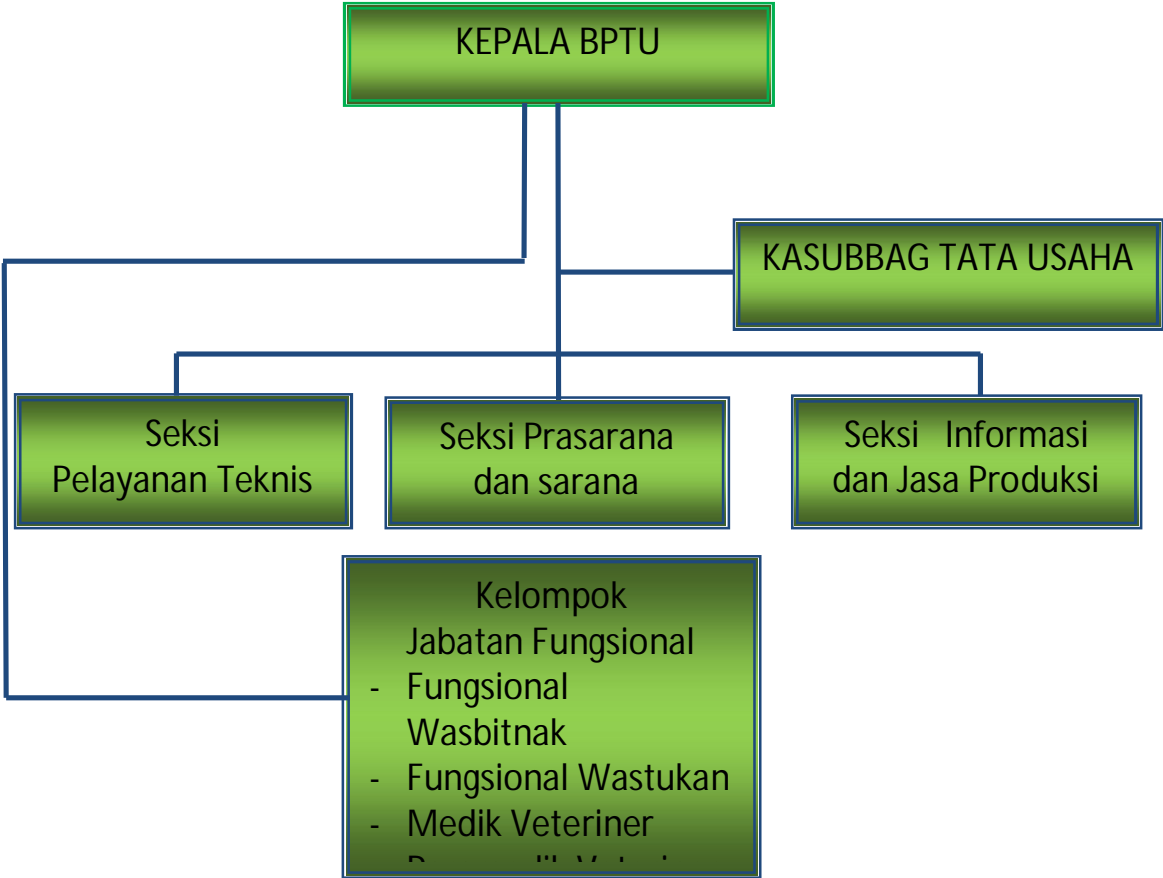 KEPALA BPTU
KASUBBAG TATA USAHA
Seksi
Pelayanan Teknis
Seksi Prasarana
dan sarana
Seksi Informasi
dan Jasa Produksi
Kelompok
Jabatan Fungsional
- Fungsional
Wasbitnak
- Fungsional Wastukan
- Medik Veteriner